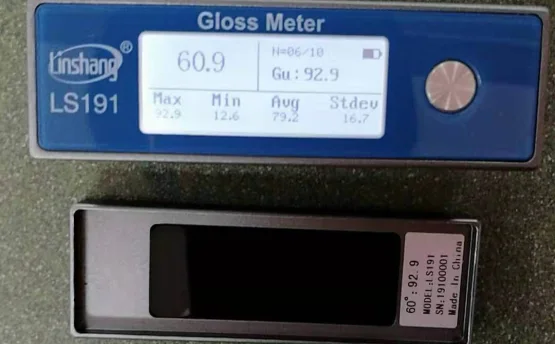 Gloss Meter
Linshang®
LS191
60.9
N=06/10
Gu:92.9
Max Min Avg Stdev
92.9 12.6 79.2 16.7
60°:92.9
MODEL:LS191
SN:19100001
Made In China